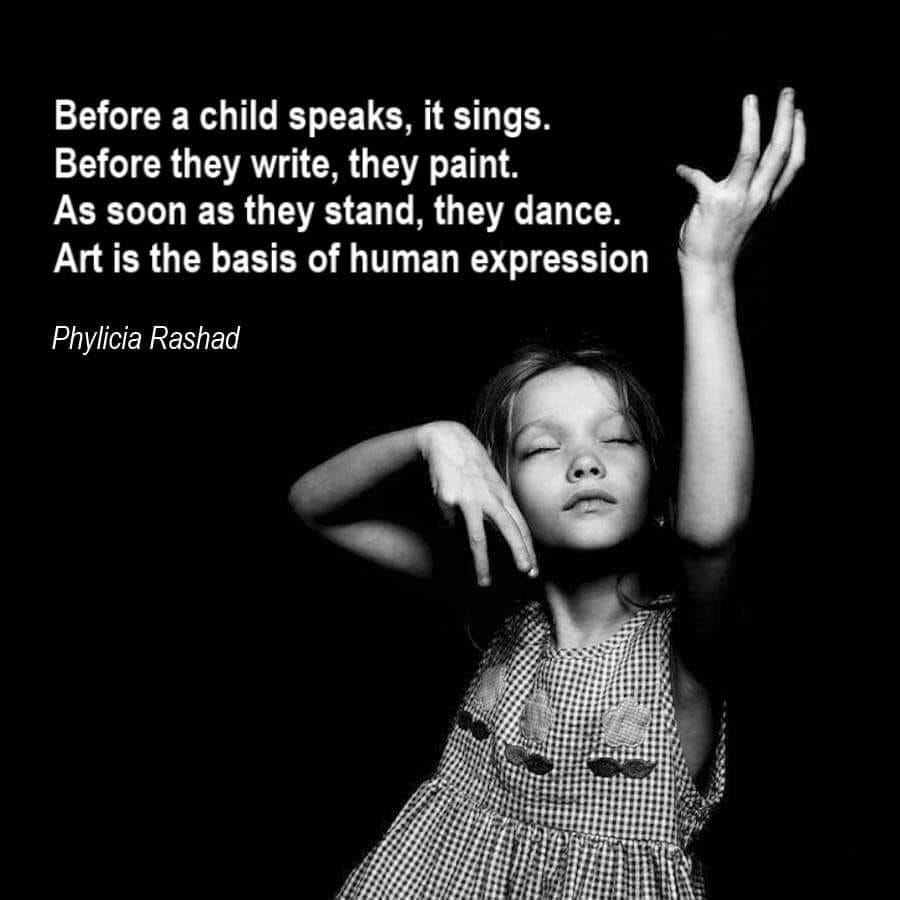 Before a child speaks, it sings.
Before they write, they paint.
As soon as they stand, they dance.
Art is the basis of human expression
Phylicia Rashad